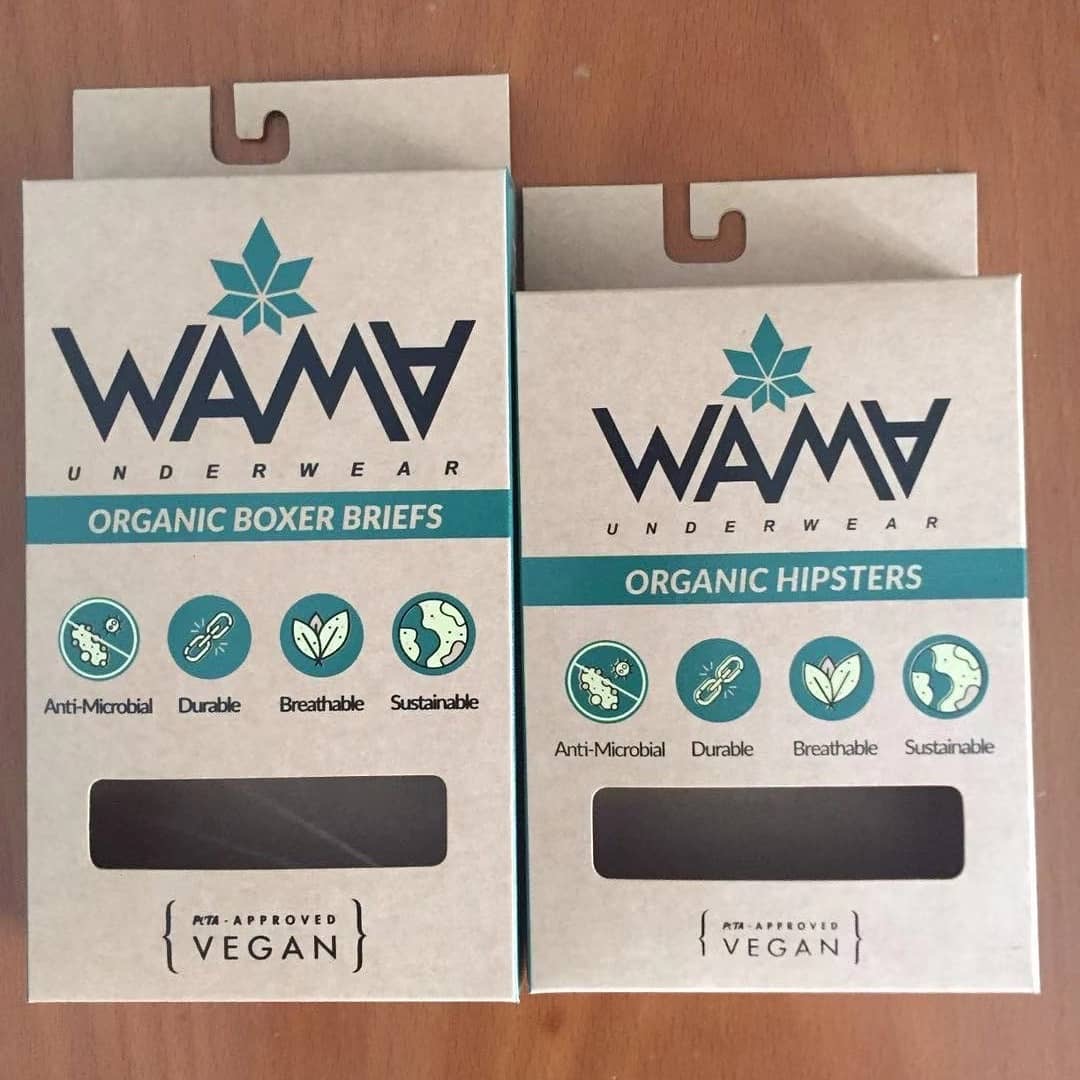 WAMA
UNDERWEAR
ORGANIC BOXER BRIEFS
Anti-Microbial Durable Breathable Sustainable
PETA - APPROVED
VEGAN
WAMA
UNDERWEAR
ORGANIC HIPSTERS
Anti-Microbial Durable Breathable Sustainable
PETA - APPROVED
VEGAN